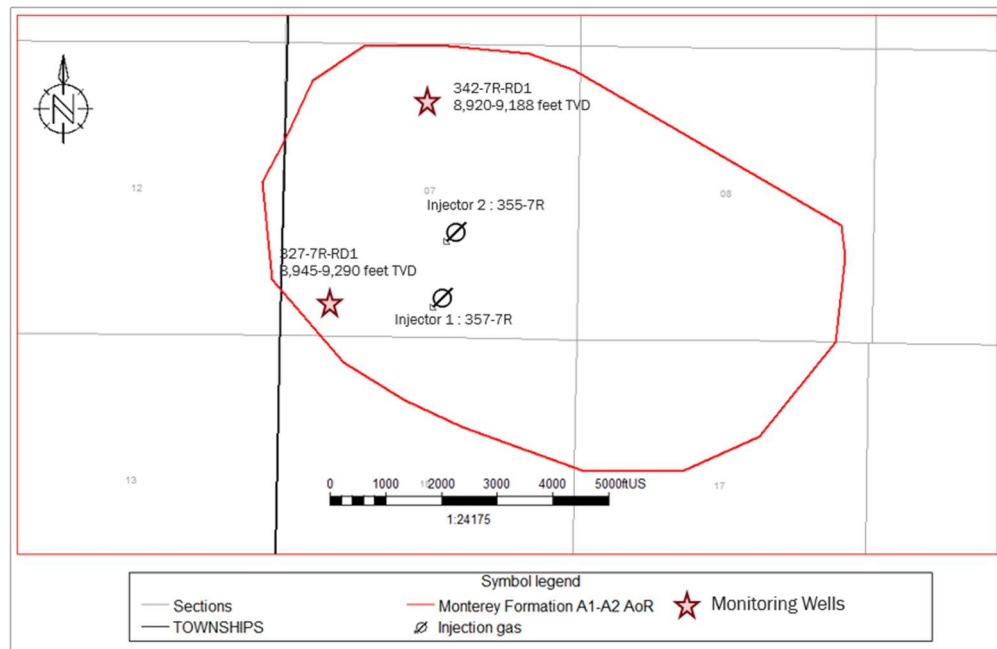 342-7R-RD1
8,920-9,188 feet TVD
12
07
08
Injector 2 : 355-7R
327-7R-RD1
8,945-9,290 feet TVD
Injector 1 : 357-7R
13
17
0 1000 2000 3000 4000 5000ftUS
1:24175
Symbol legend
Sections
Monterey Formation A1-A2 AoR
Monitoring Wells
TOWNSHIPS
Injection gas
N